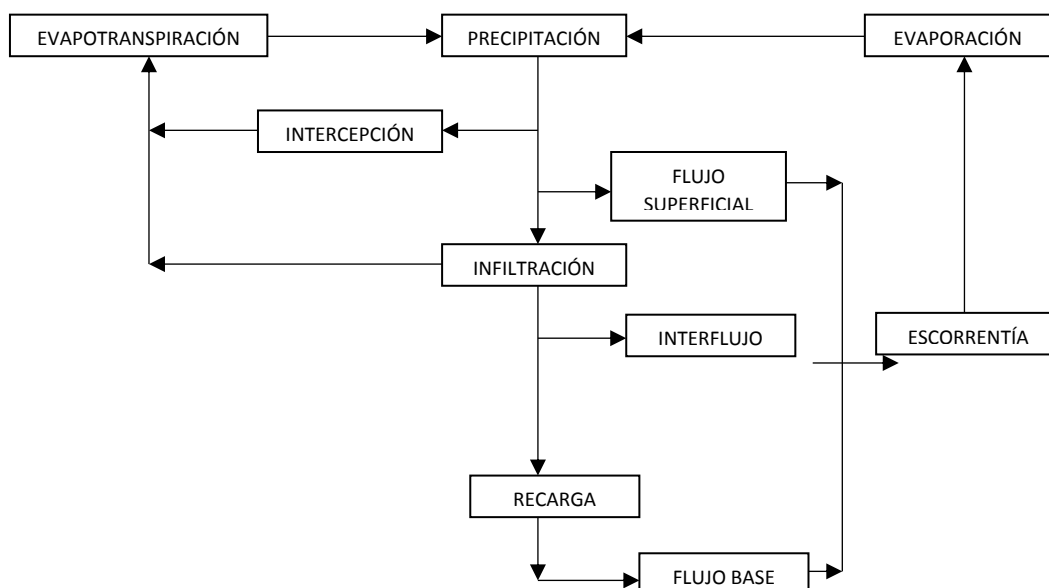 EVAPOTRANSPIRACIÓN
PRECIPITACIÓN
EVAPORACIÓN
INTERCEPCIÓN
FLUJO
SUPERFICIAL
INFILTRACIÓN
INTERFLUJO
ESCORRENTÍA
RECARGA
FLUJO BASE